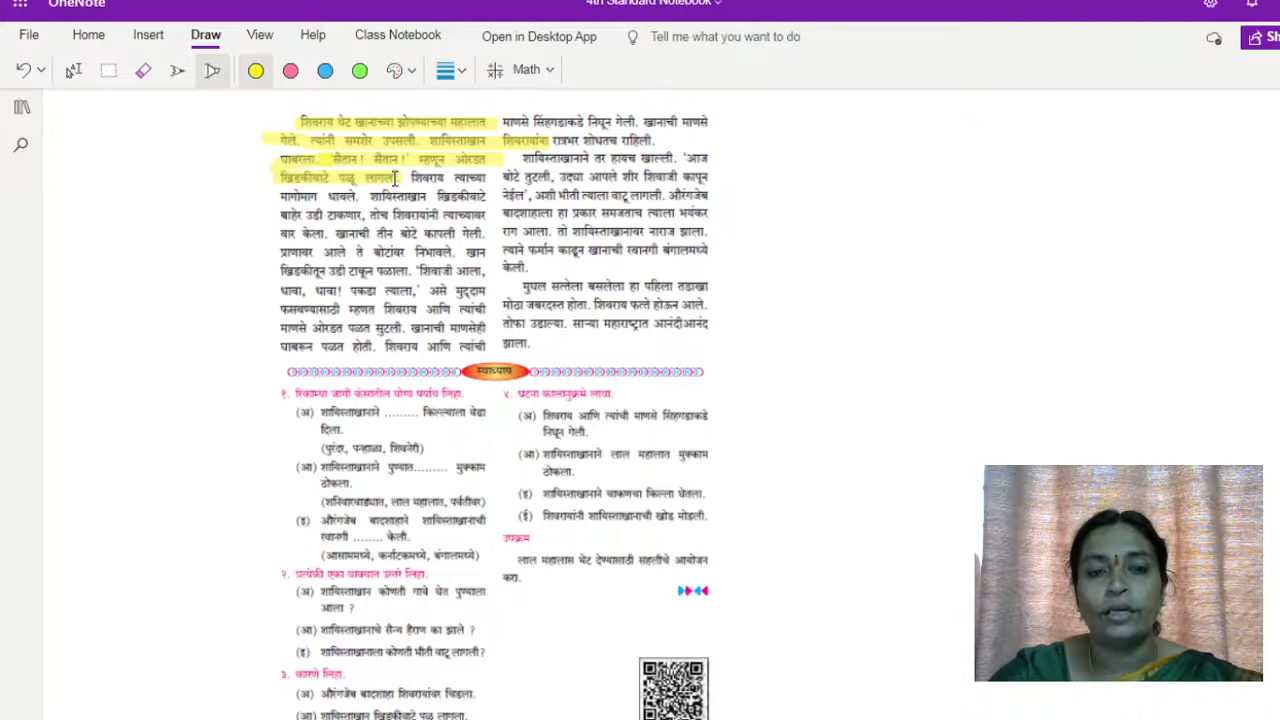 OneNote
4th Standard Notebook
File Home Insert Draw View Help Class Notebook Open in Desktop App Tell me what you want to do
Math
शिवराय थेट खानाच्या झोपण्याच्या महालात
गेले. त्यांनी समशेर उपसली. शायिस्ताखान
घाबरला. 'सैतान! सैतान!' म्हणून ओरडत
खिडकीवाटे पळू लागला. शिवराय त्याच्या
मागोमाग धावले. शायिस्ताखान खिडकीवाटे
बाहेर उडी टाकणार, तोच शिवरायांनी त्याच्यावर
वार केला. खानाची तीन बोटे कापली गेली.
प्राणावर आले ते बोटांवर निभावले. खान
खिडकीतून उडी टाकून पळाला. 'शिवाजी आला,
धावा, धावा! पकडा त्याला,' असे मुद्दाम
फसवण्यासाठी म्हणत शिवराय आणि त्यांची
माणसे ओरडत पळत सुटली. खानाची माणसेही
घाबरून पळत होती. शिवराय आणि त्यांची
माणसे सिंहगडाकडे निघून गेली. खानाची माणसे
शिवरायांना रात्रभर शोधतच राहिली.
शायिस्ताखानाने तर हायच खाल्ली. 'आज
बोटे तुटली, उद्या आपले शीर शिवाजी कापून
नेईल', अशी भीती त्याला वाटू लागली. औरंगजेब
बादशाहाला हा प्रकार समजताच त्याला भयंकर
राग आला. तो शायिस्ताखानावर नाराज झाला.
त्याने फर्मान काढून खानाची रवानगी बंगालमध्ये
केली.
मुघल सत्तेला बसलेला हा पहिला तडाखा
मोठा जबरदस्त होता. शिवराय फत्ते होऊन आले.
तोफा उडाल्या. साऱ्या महाराष्ट्रात आनंदीआनंद
झाला.
स्वाध्याय
१. रिकाम्या जागी कंसातील योग्य पर्याय लिहा.
(अ) शायिस्ताखानाने ......... किल्ल्याला वेढा
दिला.
(पुरंदर, पन्हाळा, शिवनेरी)
(आ) शायिस्ताखानाने पुण्यात......... मुक्काम
ठोकला.
(शनिवारवाड्यात, लाल महालात, पर्वतीवर)
(इ) औरंगजेब बादशाहाने शायिस्ताखानाची
रवानगी ........ केली.
(आसाममध्ये, कर्नाटकमध्ये, बंगालमध्ये)
२. प्रत्येकी एका वाक्यात उत्तरे लिहा.
(अ) शायिस्ताखान कोणती गावे घेत पुण्याला
आला ?
(आ) शायिस्ताखानाचे सैन्य हैराण का झाले ?
(इ) शायिस्ताखानाला कोणती भीती वाटू लागली?
३. कारणे लिहा.
(अ) औरंगजेब बादशाहा शिवरायांवर चिडला.
(आ) शायिस्ताखान खिडकीवाटे पळू लागला.
४. घटना कालानुक्रमे लावा.
(अ) शिवराय आणि त्यांची माणसे सिंहगडाकडे
निघून गेली.
(आ) शायिस्ताखानाने लाल महालात मुक्काम
ठोकला.
(इ) शायिस्ताखानाने चाकणचा किल्ला घेतला.
(ई) शिवरायांनी शायिस्ताखानाची खोड मोडली.
उपक्रम
लाल महालास भेट देण्यासाठी सहलीचे आयोजन
करा.